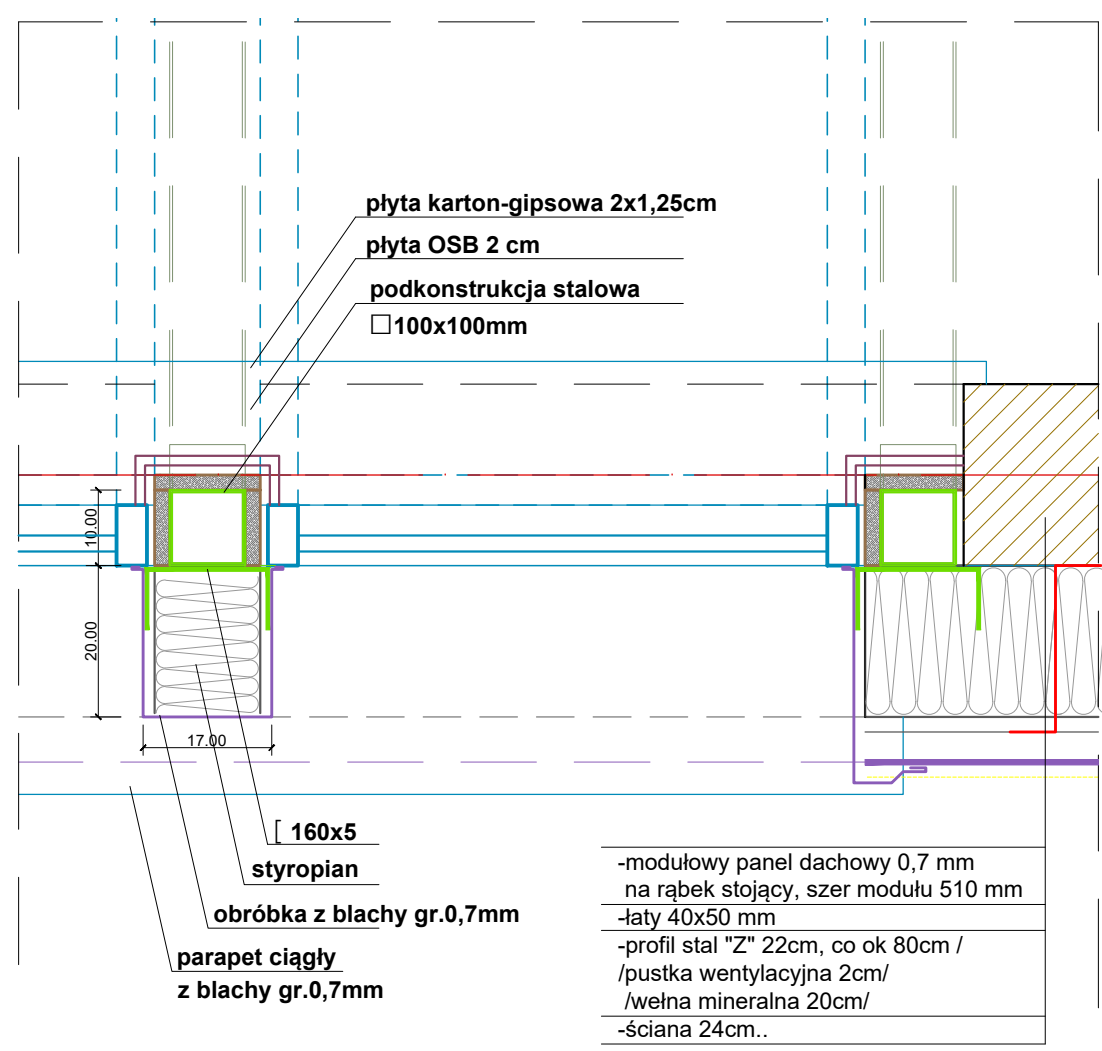 płyta karton-gipsowa 2x1,25cm
płyta OSB 2 cm
podkonstrukcja stalowa
□100x100mm
10.00
20.00
17.00
[ 160x5
styropian
obróbka z blachy gr.0,7mm
parapet ciągły
z blachy gr.0,7mm
-modułowy panel dachowy 0,7 mm
na rąbek stojący, szer modułu 510 mm
-łaty 40x50 mm
-profil stal "Z" 22cm, co ok 80cm /
/pustka wentylacyjna 2cm/
/wełna mineralna 20cm/
-ściana 24cm..